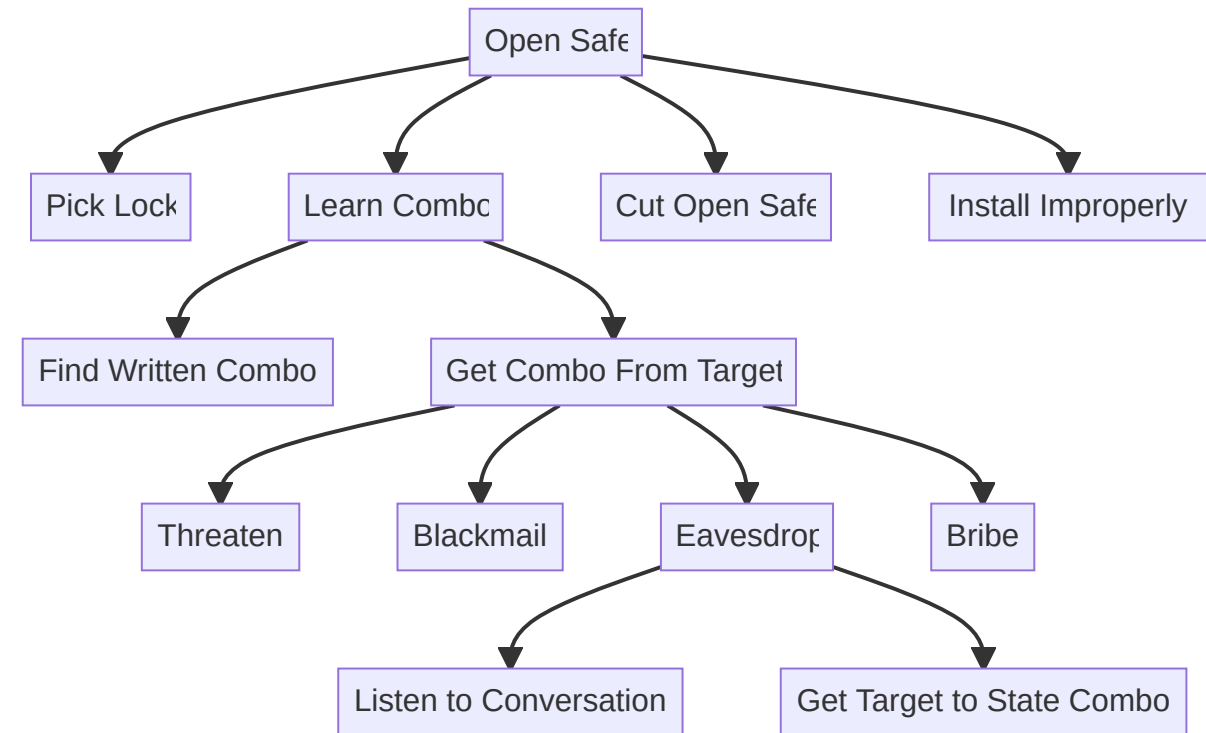 Open Safe
Pick Lock
Learn Combo
Cut Open Safe
Install Improperly
Find Written Combo
Get Combo From Target
Threaten
Blackmail
Eavesdrop
Bribe
Listen to Conversation
Get Target to State Combo